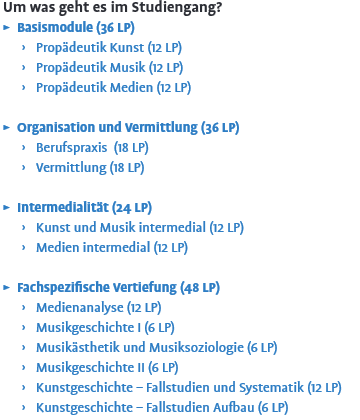 Um was geht es im Studiengang?
► Basismodule (36 LP)
› Propädeutik Kunst (12 LP)
› Propädeutik Musik (12 LP)
› Propädeutik Medien (12 LP)
► Organisation und Vermittlung (36 LP)
› Berufspraxis (18 LP)
› Vermittlung (18 LP)
► Intermedialität (24 LP)
› Kunst und Musik intermedial (12 LP)
› Medien intermedial (12 LP)
► Fachspezifische Vertiefung (48 LP)
› Medienanalyse (12 LP)
› Musikgeschichte I (6 LP)
› Musikästhetik und Musiksoziologie (6 LP)
› Musikgeschichte II (6 LP)
› Kunstgeschichte – Fallstudien und Systematik (12 LP)
› Kunstgeschichte – Fallstudien Aufbau (6 LP)